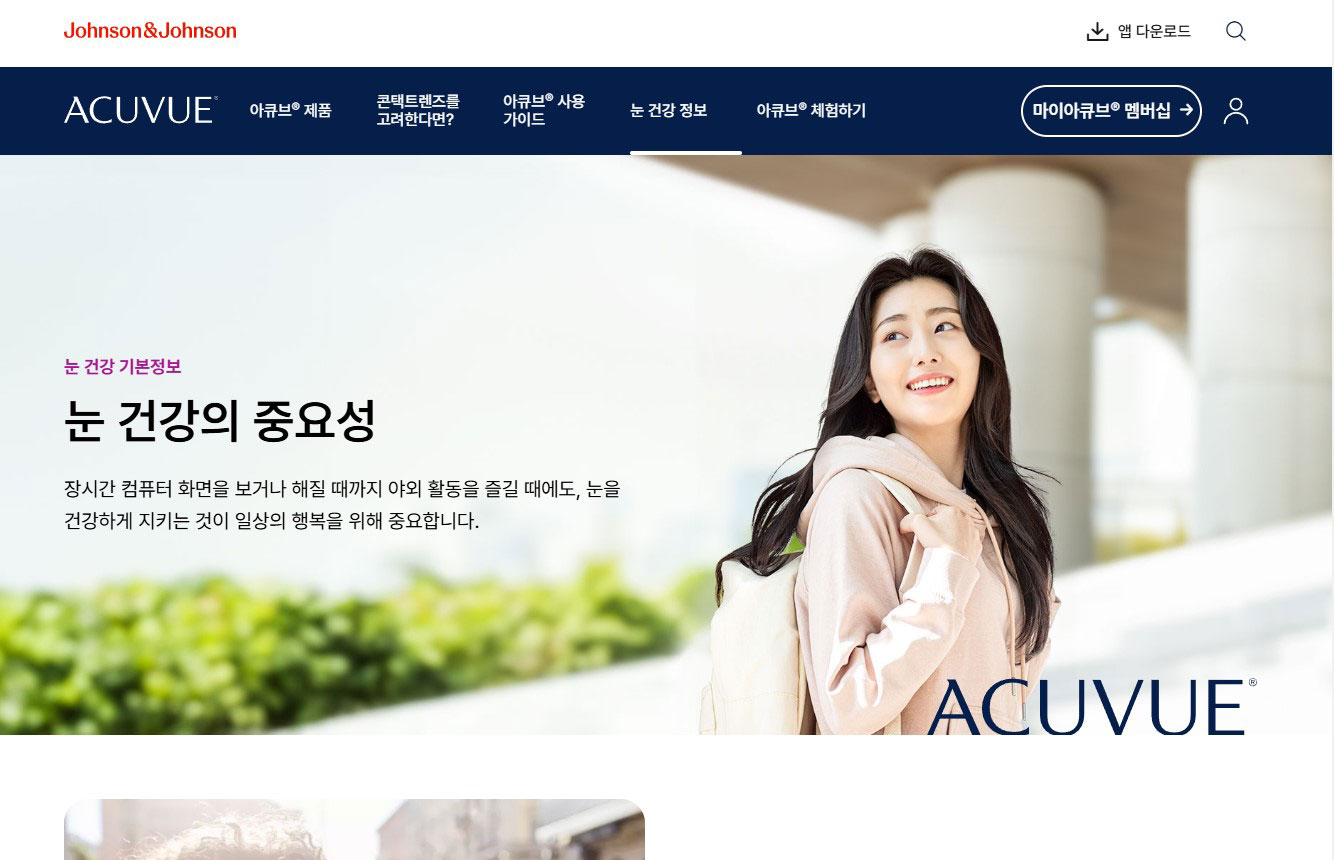 Johnson&Johnson
앱 다운로드
ACUVUE®
아큐브® 제품
콘택트렌즈를
고려한다면?
아큐브® 사용
가이드
눈 건강 정보
아큐브® 체험하기
마이아큐브® 멤버십 →
눈 건강 기본정보
눈 건강의 중요성
장시간 컴퓨터 화면을 보거나 해질 때까지 야외 활동을 즐길 때에도, 눈을
건강하게 지키는 것이 일상의 행복을 위해 중요합니다.
ACUVUE®